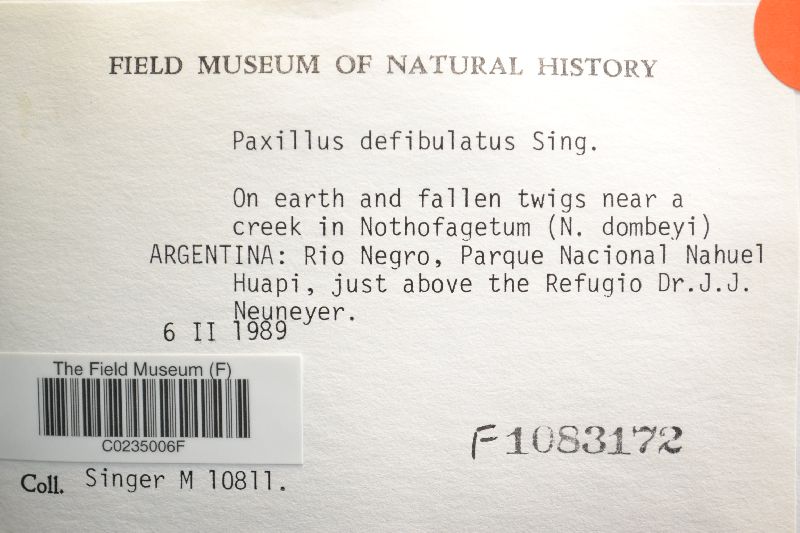 FIELD MUSEUM OF NATURAL HISTORY
Paxillus defibulatus Sing.
On earth and fallen twigs near a
creek in Nothofagetum (N. dombeyi)
ARGENTINA: Rio Negro, Parque Nacional Nahuel
Huapi, just above the Refugio Dr.J.J.
Neuneyer.
6 II 1989
The Field Museum (F)
C0235006F
F1083172
Coll. Singer M 10811.